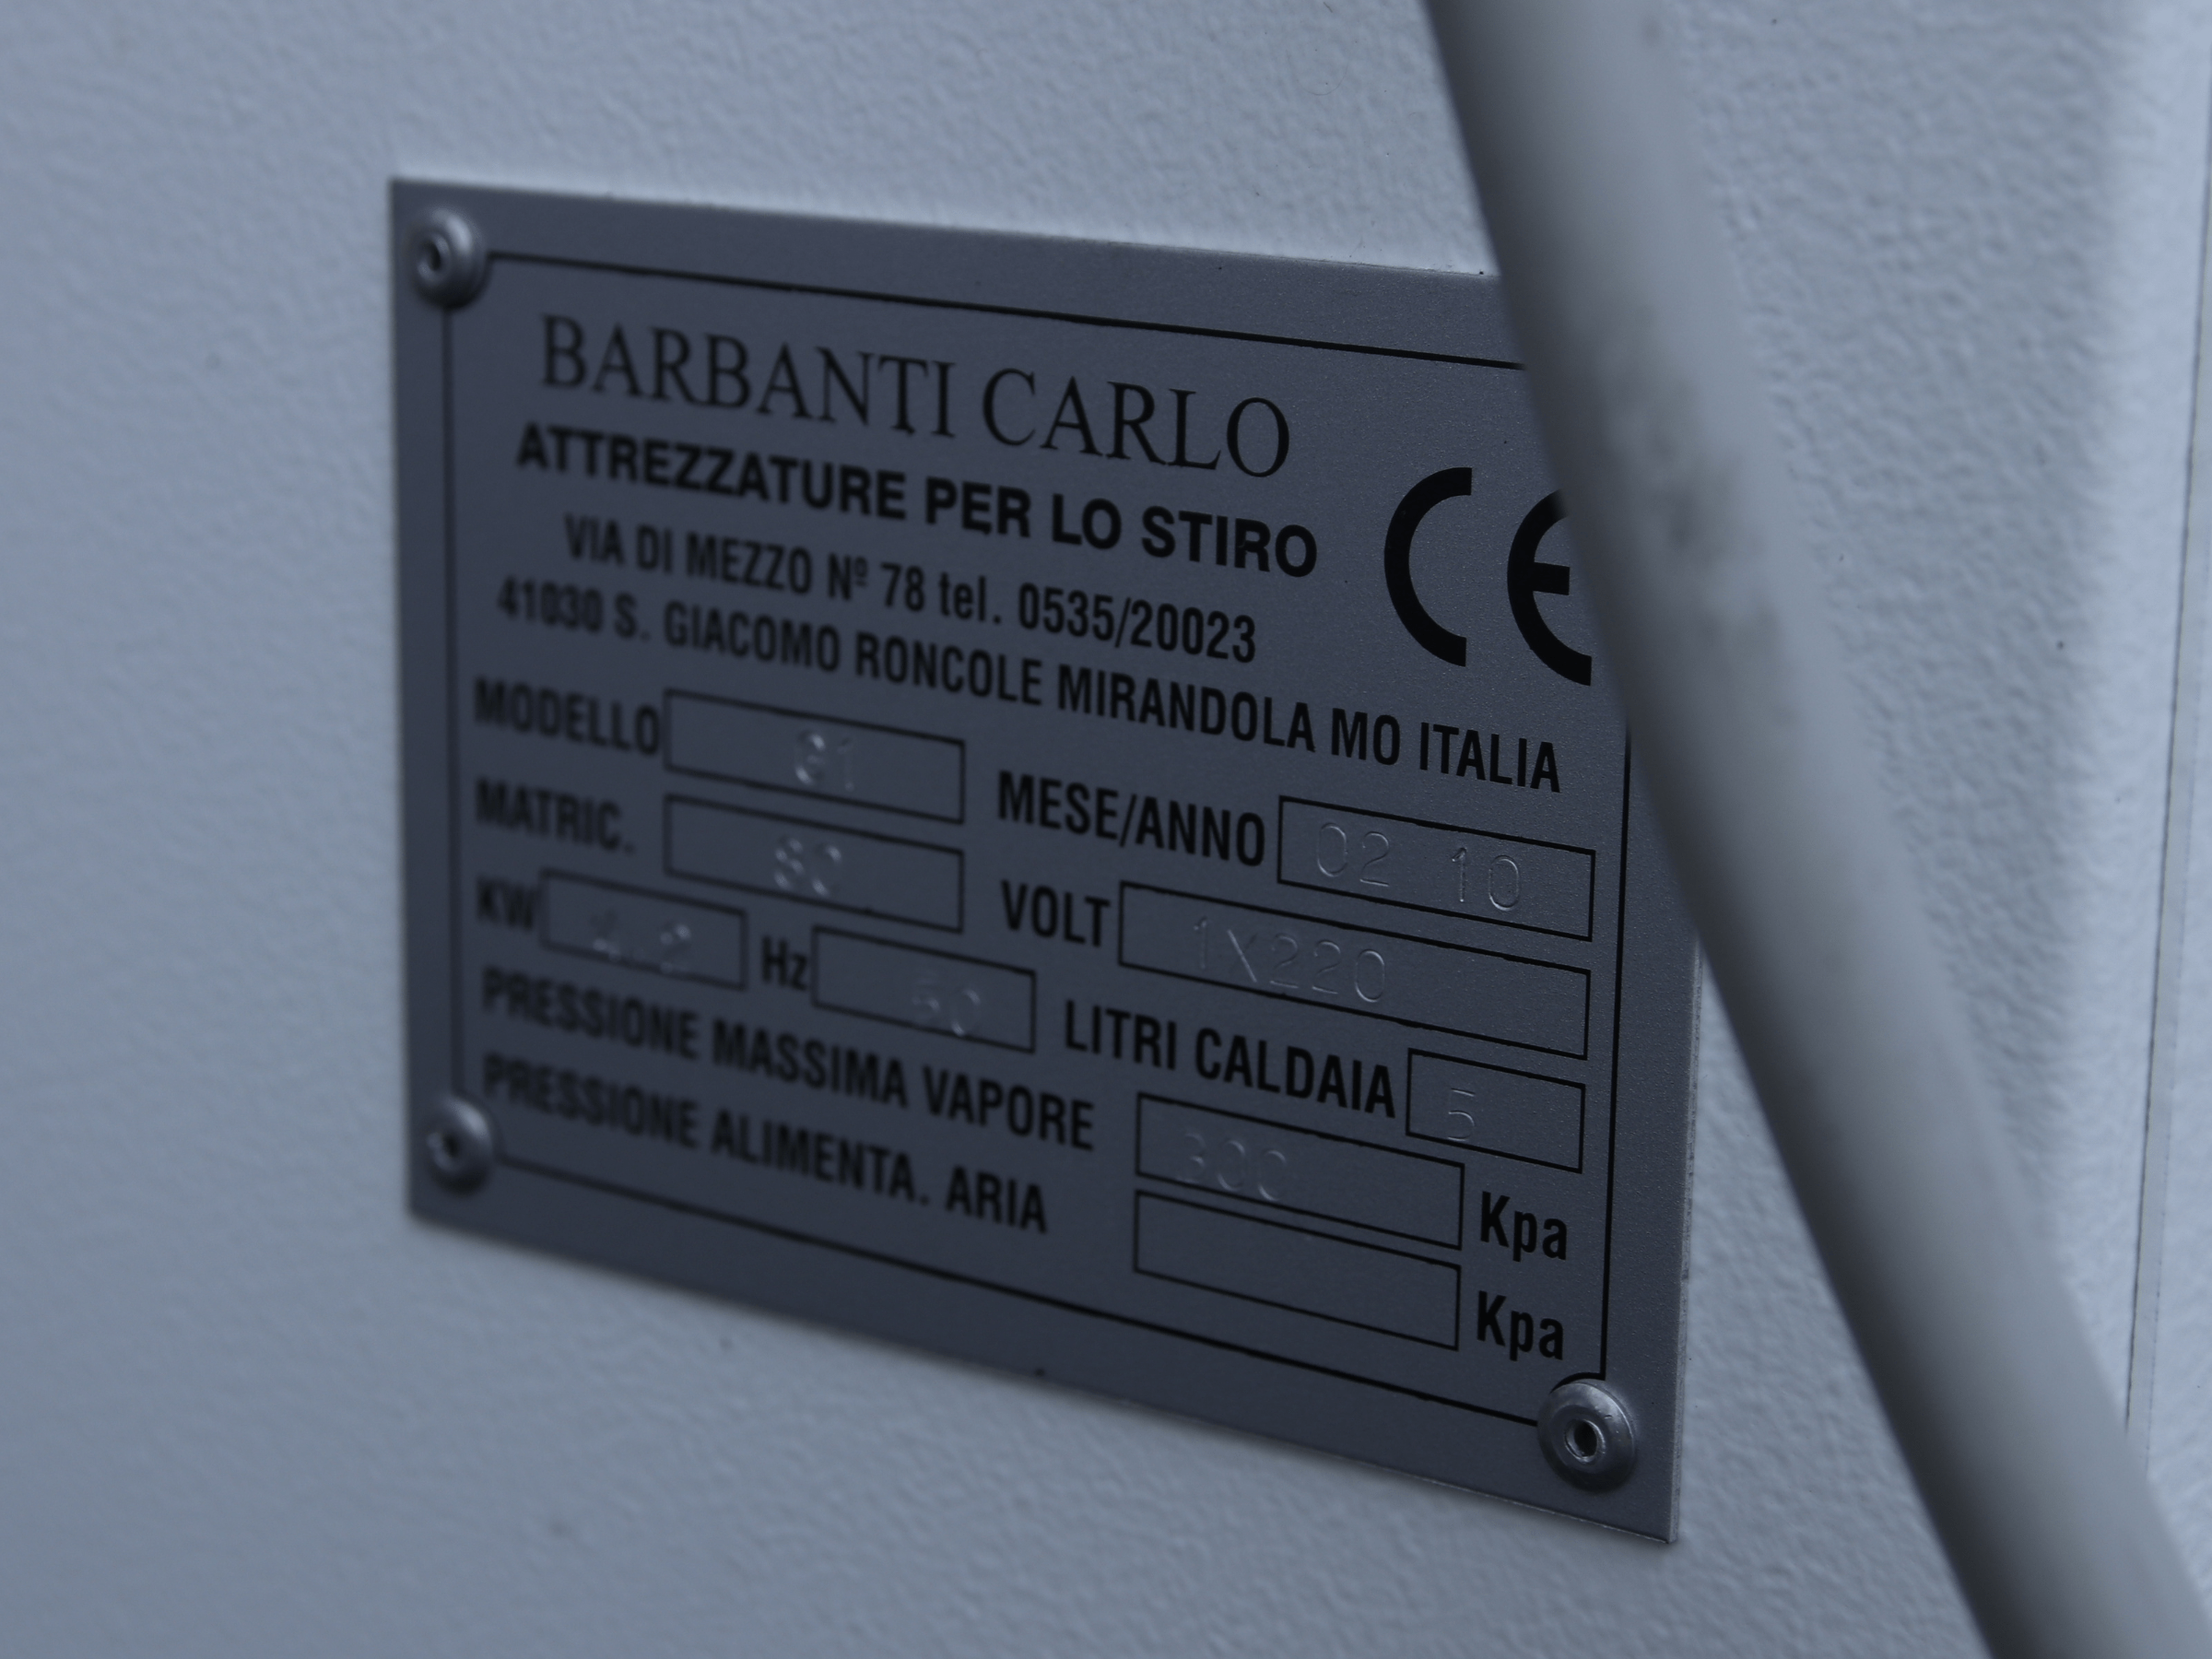 BARBANTI CARLO
ATTREZZATURE PER LO STIRO
CE
VIA DI MEZZO Nº 78 tel. 0535/20023
41030 S. GIACOMO RONCOLE MIRANDOLA MO ITALIA
MODELLO
MESE/ANNO 02 10
MATRIC.
VOLT 1X220
KW Hz 50
LITRI CALDAIA 5
PRESSIONE MASSIMA VAPORE 300 Kpa
PRESSIONE ALIMENTA. ARIA Kpa